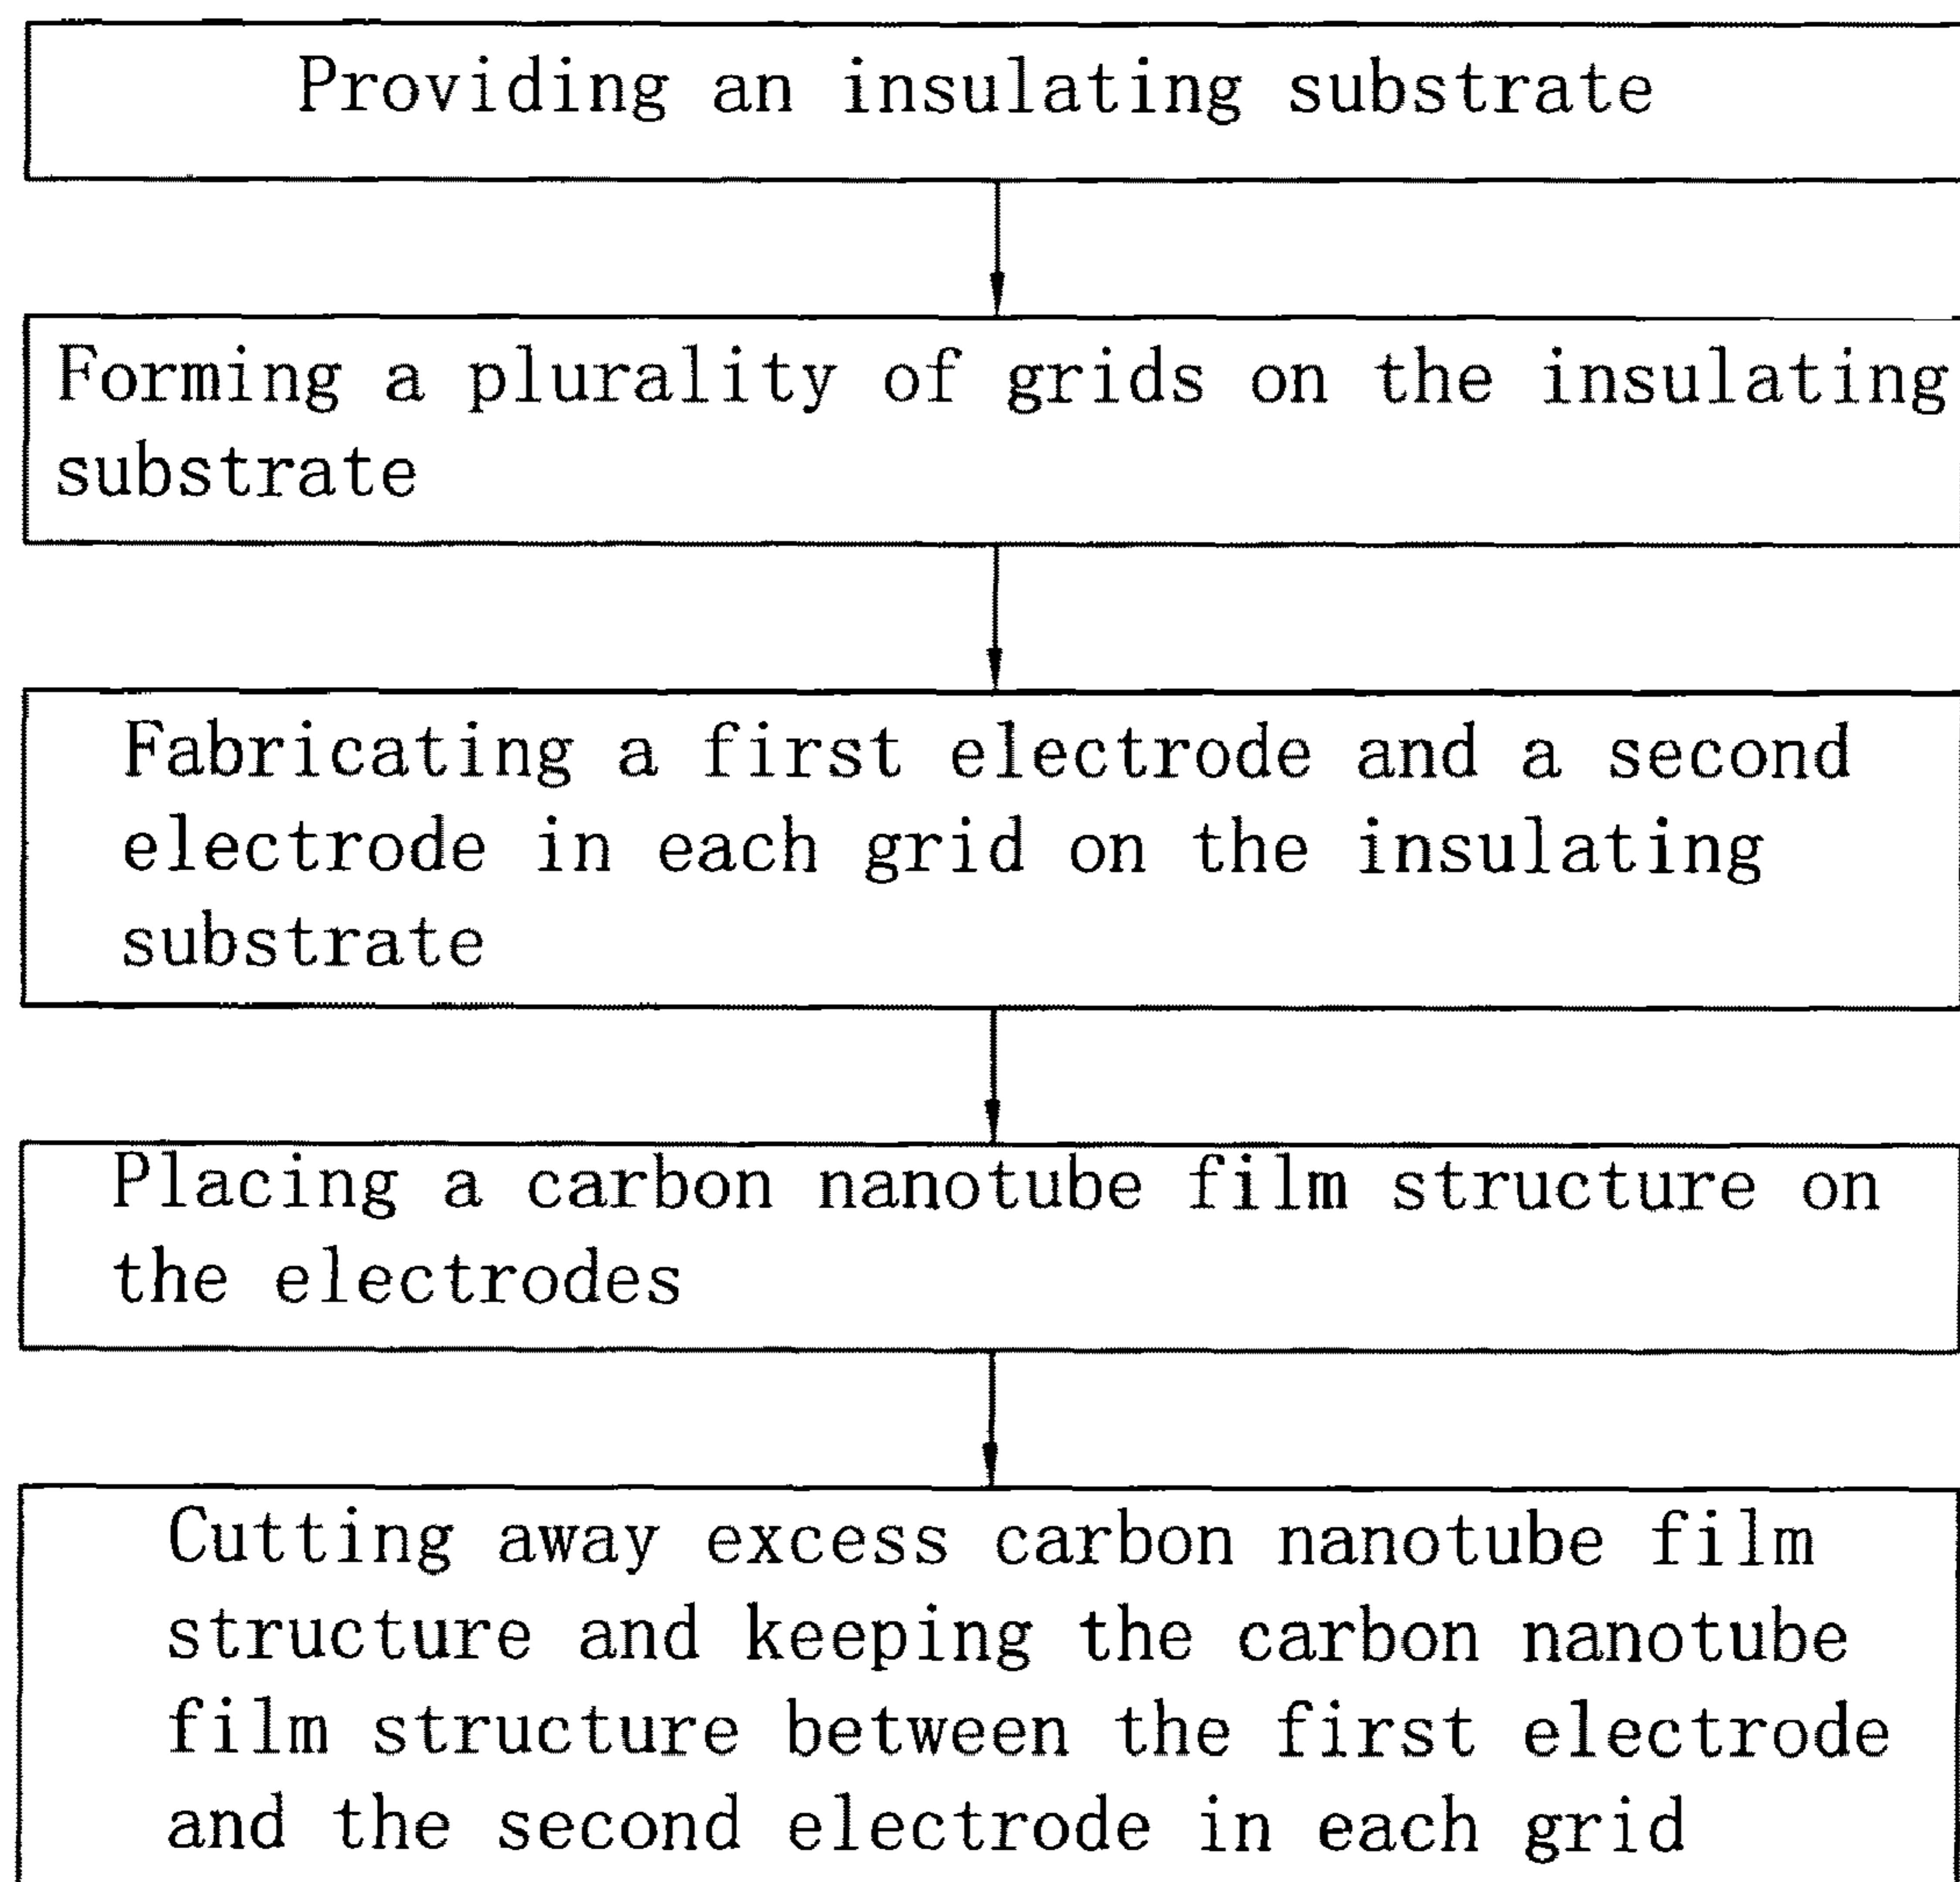 Providing an insulating substrate
Forming a plurality of grids on the insulating
substrate
Fabricating a first electrode and a second
electrode in each grid on the insulating
substrate
Placing a carbon nanotube film structure on
the electrodes
Cutting away excess carbon nanotube film
structure and keeping the carbon nanotube
film structure between the first electrode
and the second electrode in each grid